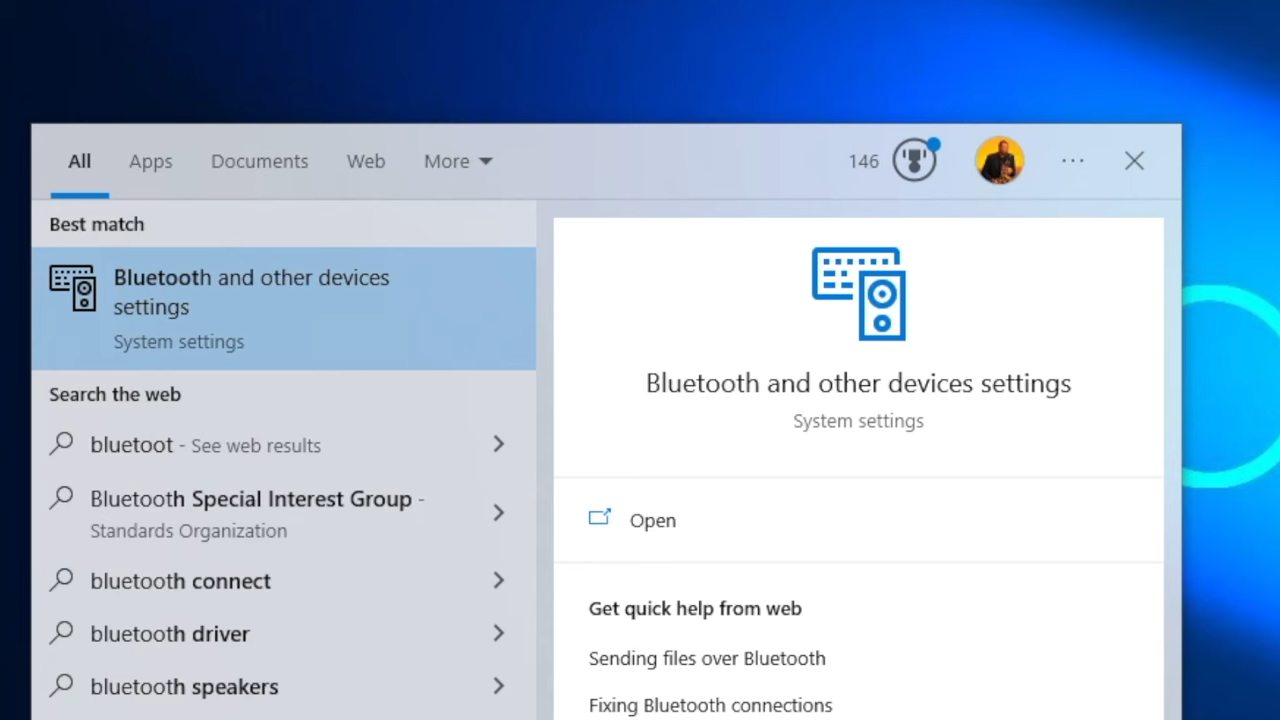 All Apps Documents Web More 146 ...
Best match
Bluetooth and other devices
settings
System settings
Search the web
bluetoot - See web results
Bluetooth Special Interest Group -
Standards Organization
bluetooth connect
bluetooth driver
bluetooth speakers
Bluetooth and other devices settings
System settings
Open
Get quick help from web
Sending files over Bluetooth
Fixing Bluetooth connections